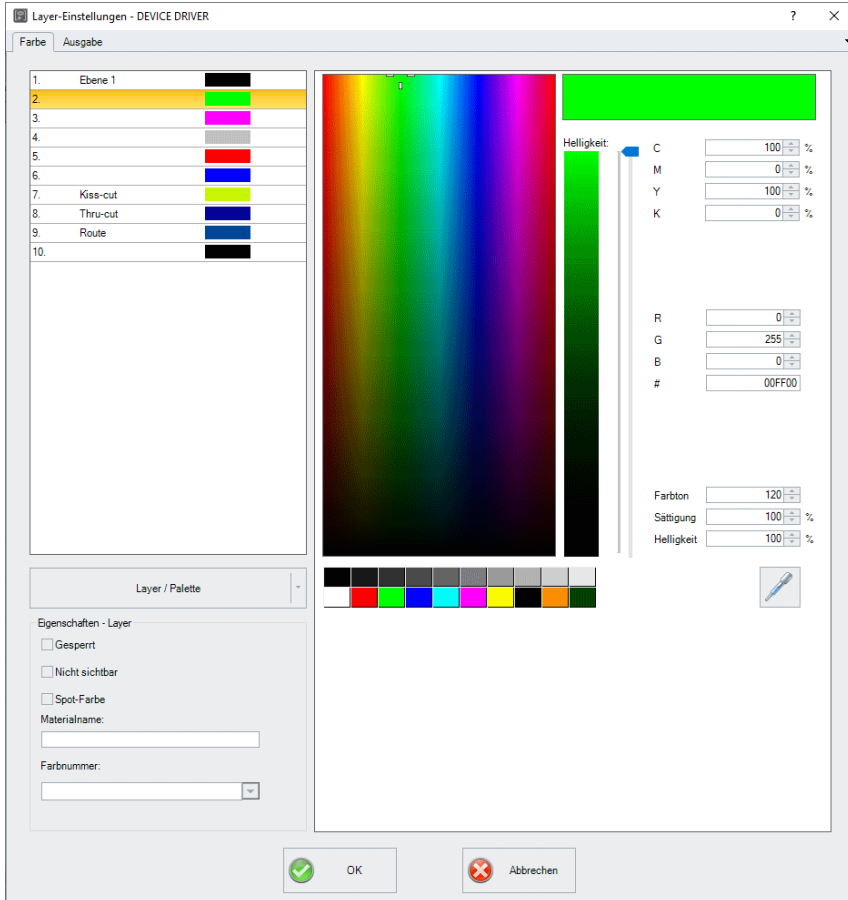 Layer-Einstellungen - DEVICE DRIVER ?
Farbe Ausgabe
1. Ebene 1
2.
3.
4.
5.
6.
7. Kiss-cut
8. Thru-cut
9. Route
10.
Layer / Palette
Eigenschaften - Layer
Gesperrt
Nicht sichtbar
Spot-Farbe
Materialname:
Farbnummer:
Helligkeit:
C 100 %
M 0 %
Y 100 %
K 0 %
R 0
G 255
B 0
# 00FF00
Farbton 120
Sättigung 100 %
Helligkeit 100 %
OK Abbrechen